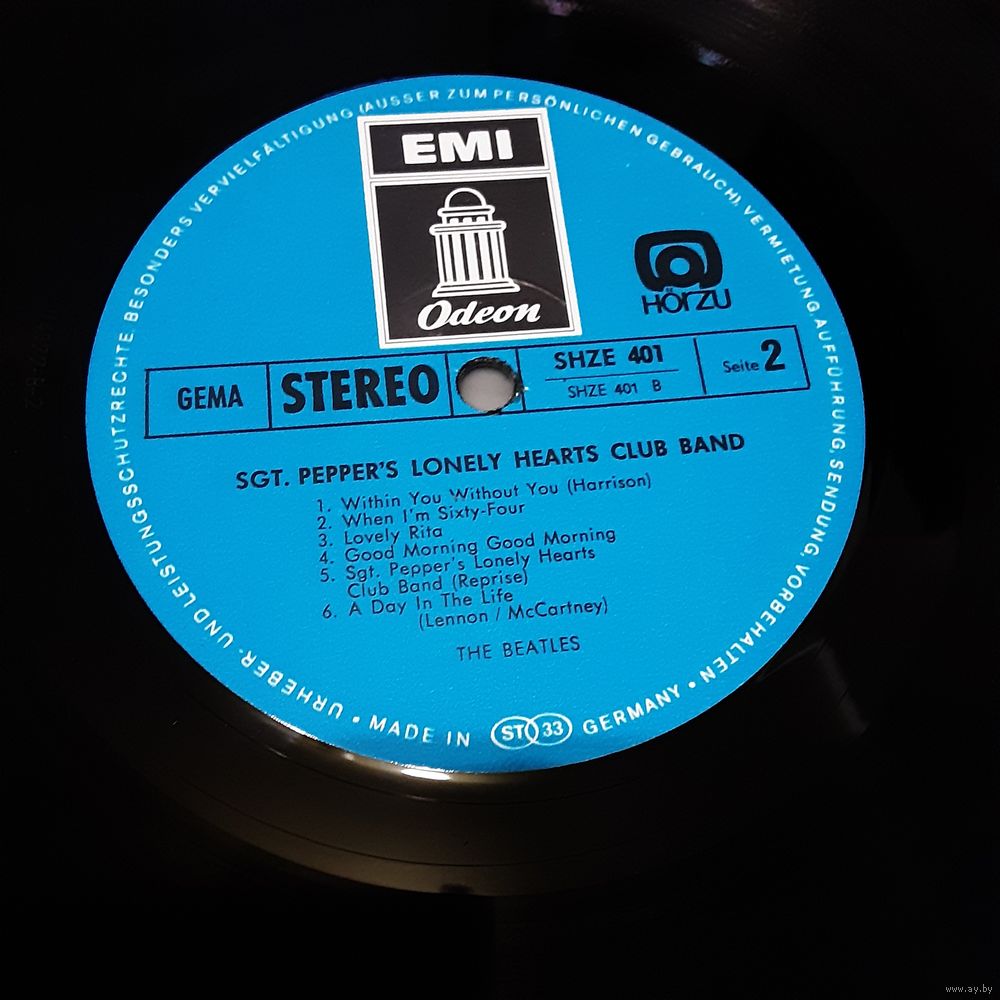 URHEBER- UND LEISTUNGSSCHUTZRECHTE, BESONDERS VERVIELFÄLTIGUNG (AUSSER ZUM PERSÖNLICHEN GEBRAUCH), VERMIETUNG, AUFFÜHRUNG, SENDUNG, VORBEHALTEN •
EMI
Odeon
HÖRZU
GEMA
STEREO
SHZE 401
SHZE 401 B
Seite 2
SGT. PEPPER'S LONELY HEARTS CLUB BAND
1. Within You Without You (Harrison)
2. When I'm Sixty-Four
3. Lovely Rita
4. Good Morning Good Morning
5. Sgt. Pepper's Lonely Hearts
Club Band (Reprise)
6. A Day In The Life
(Lennon / McCartney)
THE BEATLES
• MADE IN ST 33 GERMANY
www.ay.by